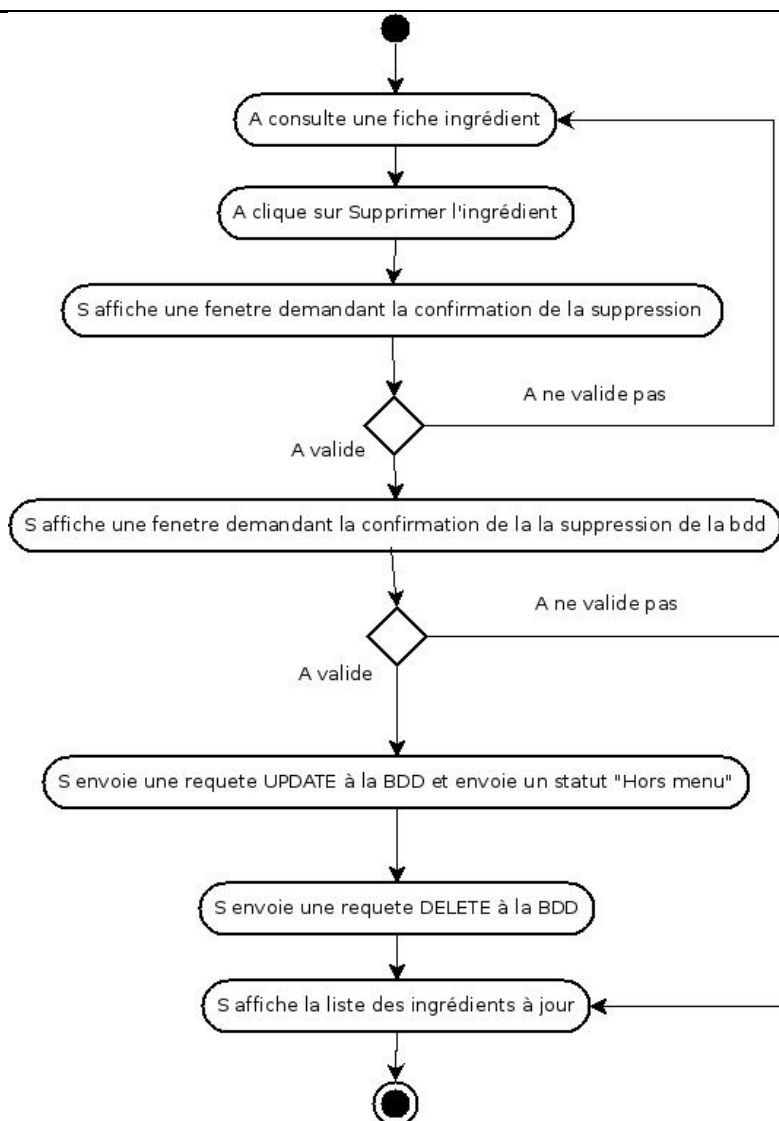 A consulte une fiche ingrédient
A clique sur Supprimer l'ingrédient
S affiche une fenetre demandant la confirmation de la suppression
A ne valide pas
A valide
S affiche une fenetre demandant la confirmation de la la suppression de la bdd
A ne valide pas
A valide
S envoie une requete UPDATE à la BDD et envoie un statut "Hors menu"
S envoie une requete DELETE à la BDD
S affiche la liste des ingrédients à jour